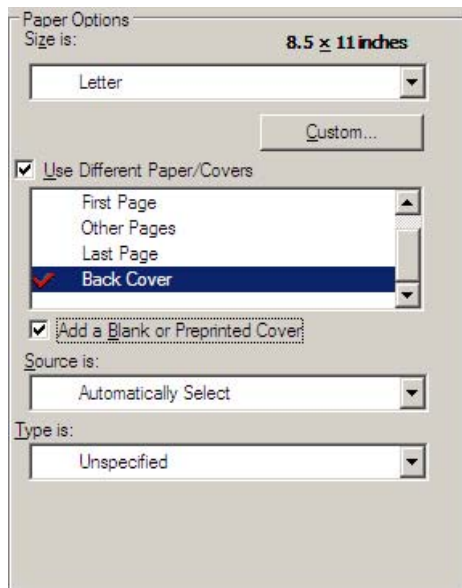 Paper Options
Size is: 8.5 x 11 inches
Letter
Custom...
Use Different Paper/Covers
First Page
Other Pages
Last Page
Back Cover
Add a Blank or Preprinted Cover
Source is:
Automatically Select
Type is:
Unspecified